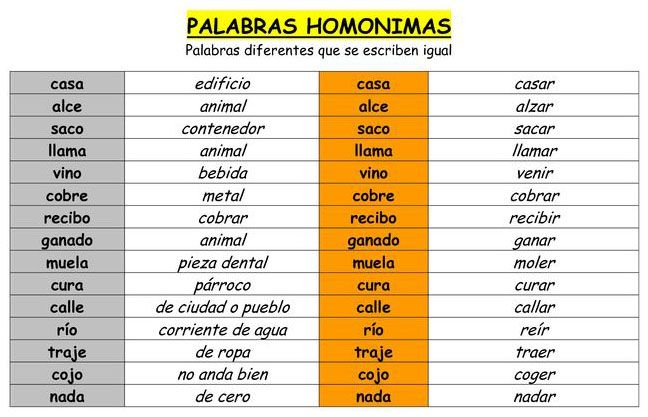 PALABRAS HOMONIMAS
Palabras diferentes que se escriben igual
casa edificio casa casar
alce animal alce alzar
saco contenedor saco sacar
llama animal llama llamar
vino bebida vino venir
cobre metal cobre cobrar
recibo cobrar recibo recibir
ganado animal ganado ganar
muela pieza dental muela moler
cura párroco cura curar
calle de ciudad o pueblo calle callar
río corriente de agua río reír
traje de ropa traje traer
cojo no anda bien cojo coger
nada de cero nada nadar